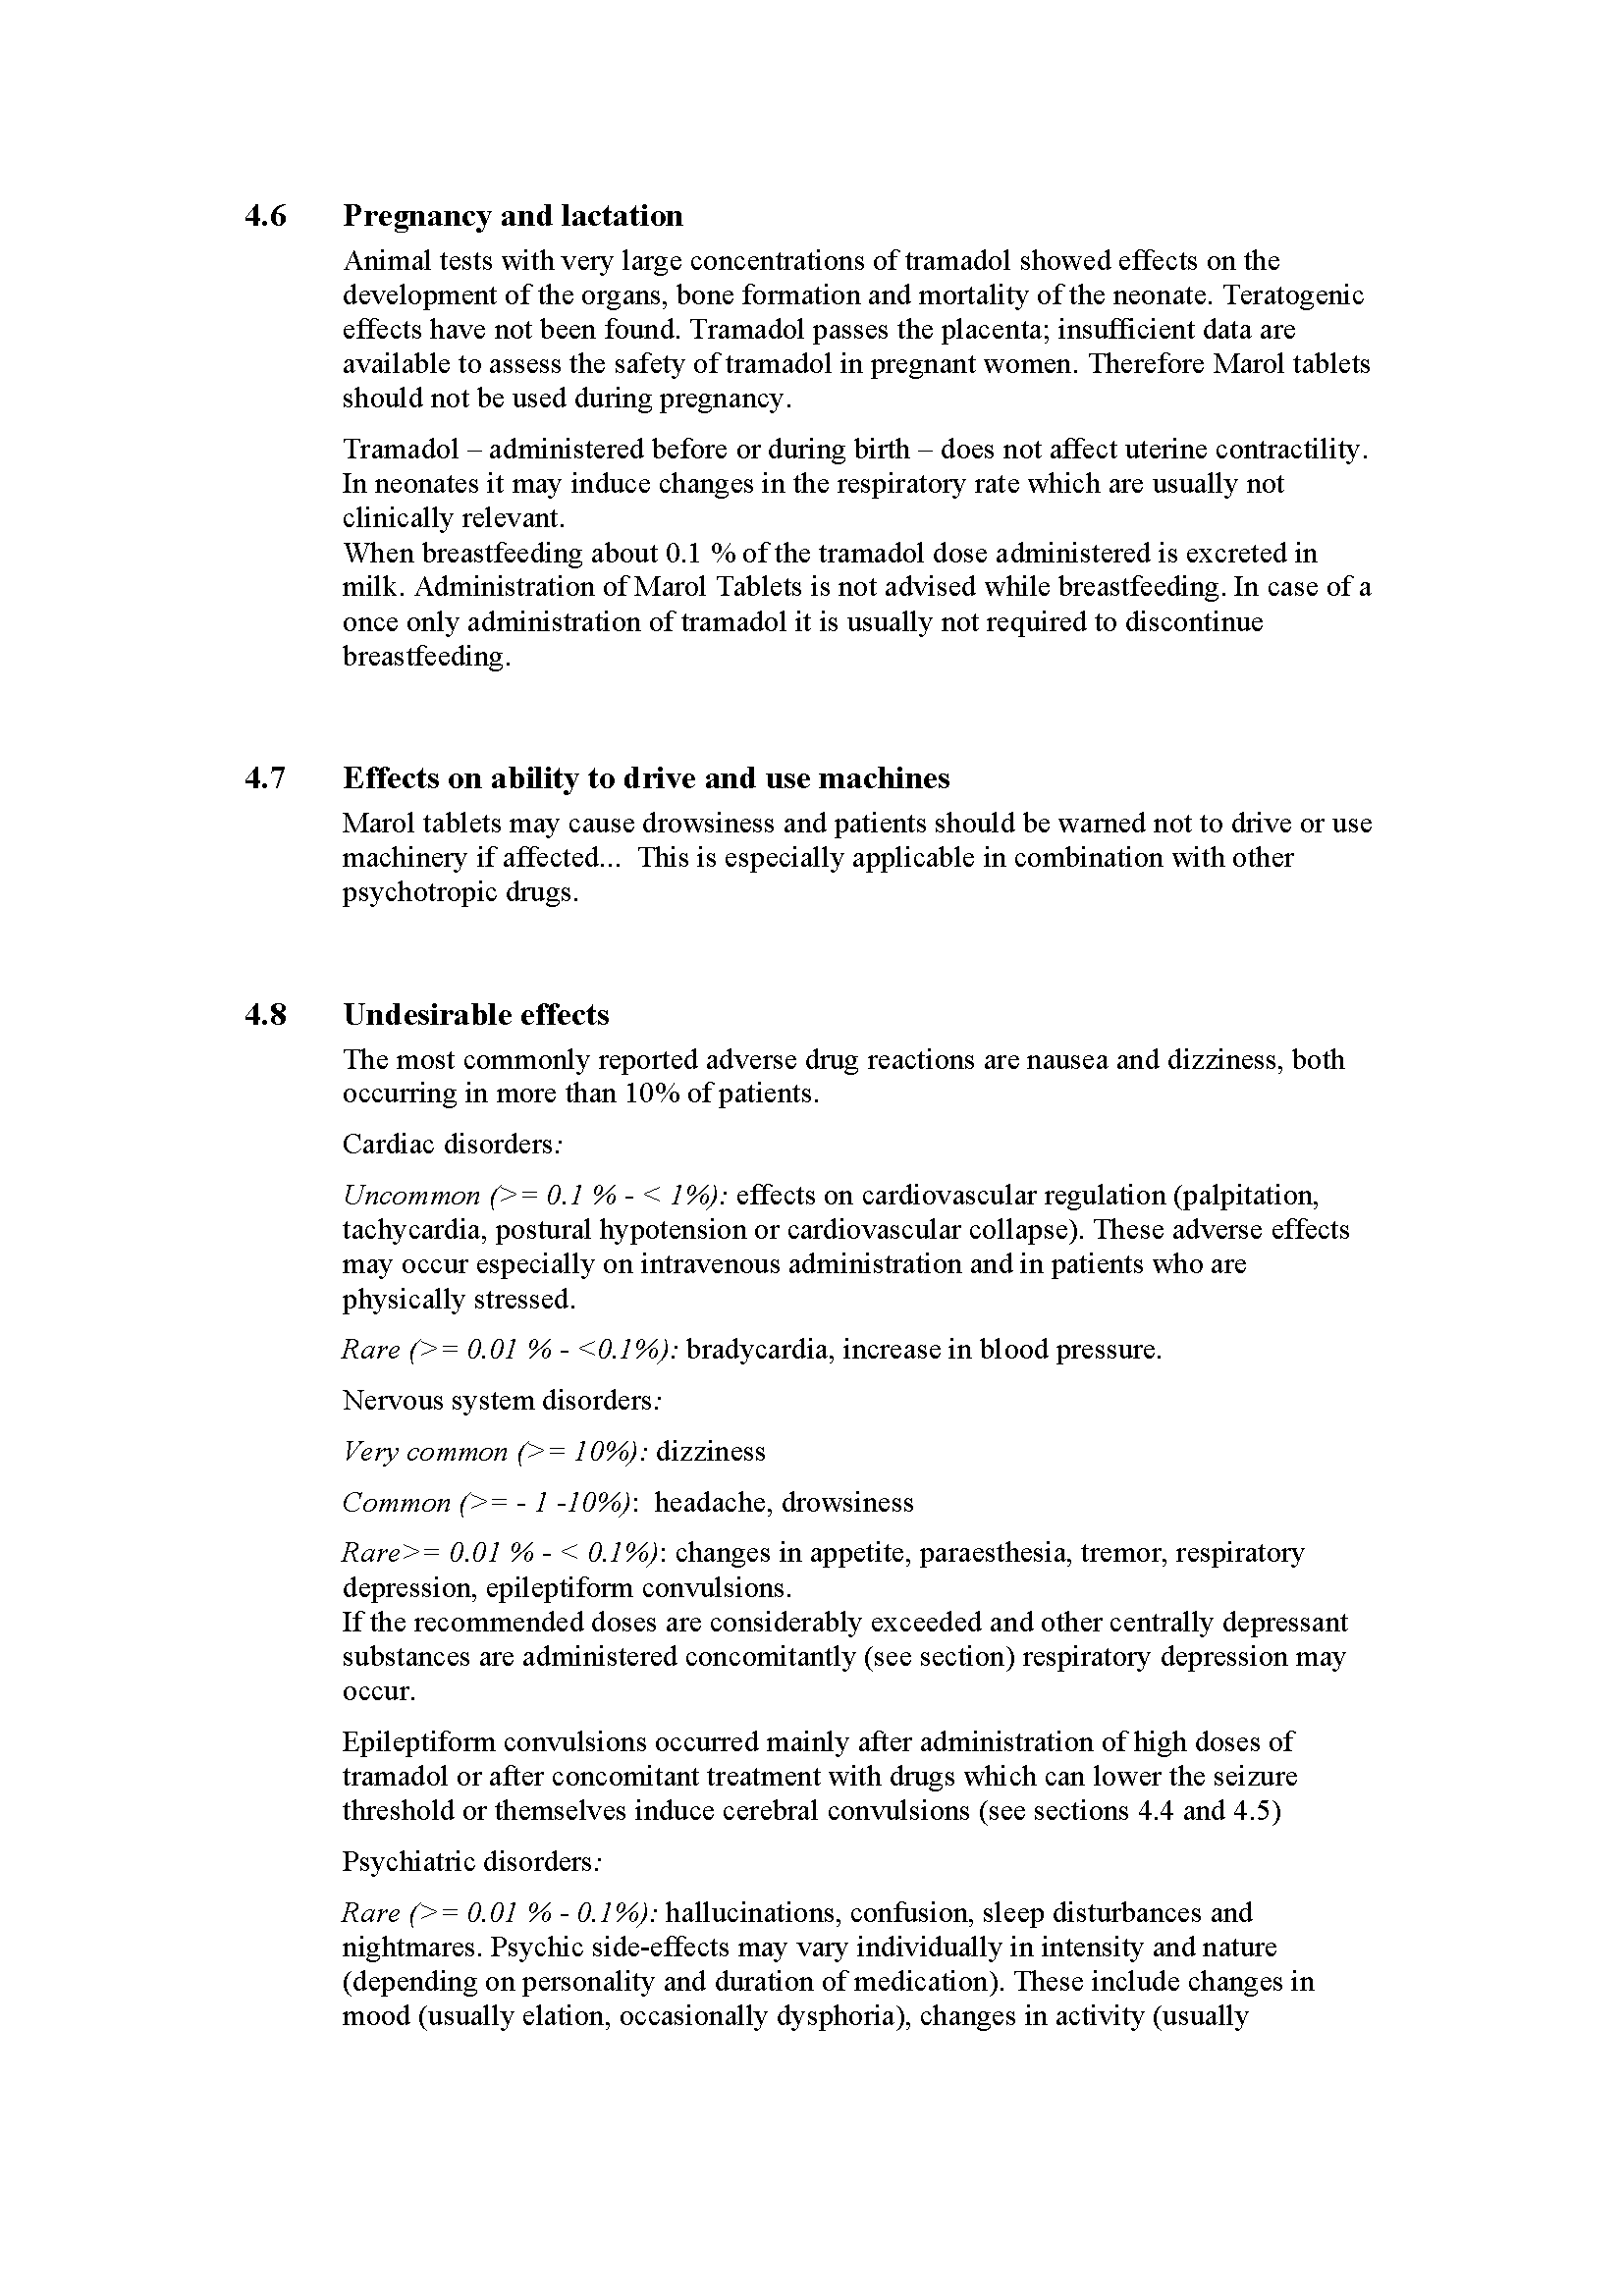 4.6 Pregnancy and lactation
Animal tests with very large concentrations of tramadol showed effects on the
development of the organs, bone formation and mortality of the neonate. Teratogenic
effects have not been found. Tramadol passes the placenta; insufficient data are
available to assess the safety of tramadol in pregnant women. Therefore Marol tablets
should not be used during pregnancy.
Tramadol – administered before or during birth – does not affect uterine contractility.
In neonates it may induce changes in the respiratory rate which are usually not
clinically relevant.
When breastfeeding about 0.1 % of the tramadol dose administered is excreted in
milk. Administration of Marol Tablets is not advised while breastfeeding. In case of a
once only administration of tramadol it is usually not required to discontinue
breastfeeding.
4.7 Effects on ability to drive and use machines
Marol tablets may cause drowsiness and patients should be warned not to drive or use
machinery if affected... This is especially applicable in combination with other
psychotropic drugs.
4.8 Undesirable effects
The most commonly reported adverse drug reactions are nausea and dizziness, both
occurring in more than 10% of patients.
Cardiac disorders:
Uncommon (>= 0.1 % - < 1%): effects on cardiovascular regulation (palpitation,
tachycardia, postural hypotension or cardiovascular collapse). These adverse effects
may occur especially on intravenous administration and in patients who are
physically stressed.
Rare (>= 0.01 % - <0.1%): bradycardia, increase in blood pressure.
Nervous system disorders:
Very common (>= 10%): dizziness
Common (>= - 1 -10%): headache, drowsiness
Rare>= 0.01 % - < 0.1%): changes in appetite, paraesthesia, tremor, respiratory
depression, epileptiform convulsions.
If the recommended doses are considerably exceeded and other centrally depressant
substances are administered concomitantly (see section) respiratory depression may
occur.
Epileptiform convulsions occurred mainly after administration of high doses of
tramadol or after concomitant treatment with drugs which can lower the seizure
threshold or themselves induce cerebral convulsions (see sections 4.4 and 4.5)
Psychiatric disorders:
Rare (>= 0.01 % - 0.1%): hallucinations, confusion, sleep disturbances and
nightmares. Psychic side-effects may vary individually in intensity and nature
(depending on personality and duration of medication). These include changes in
mood (usually elation, occasionally dysphoria), changes in activity (usually